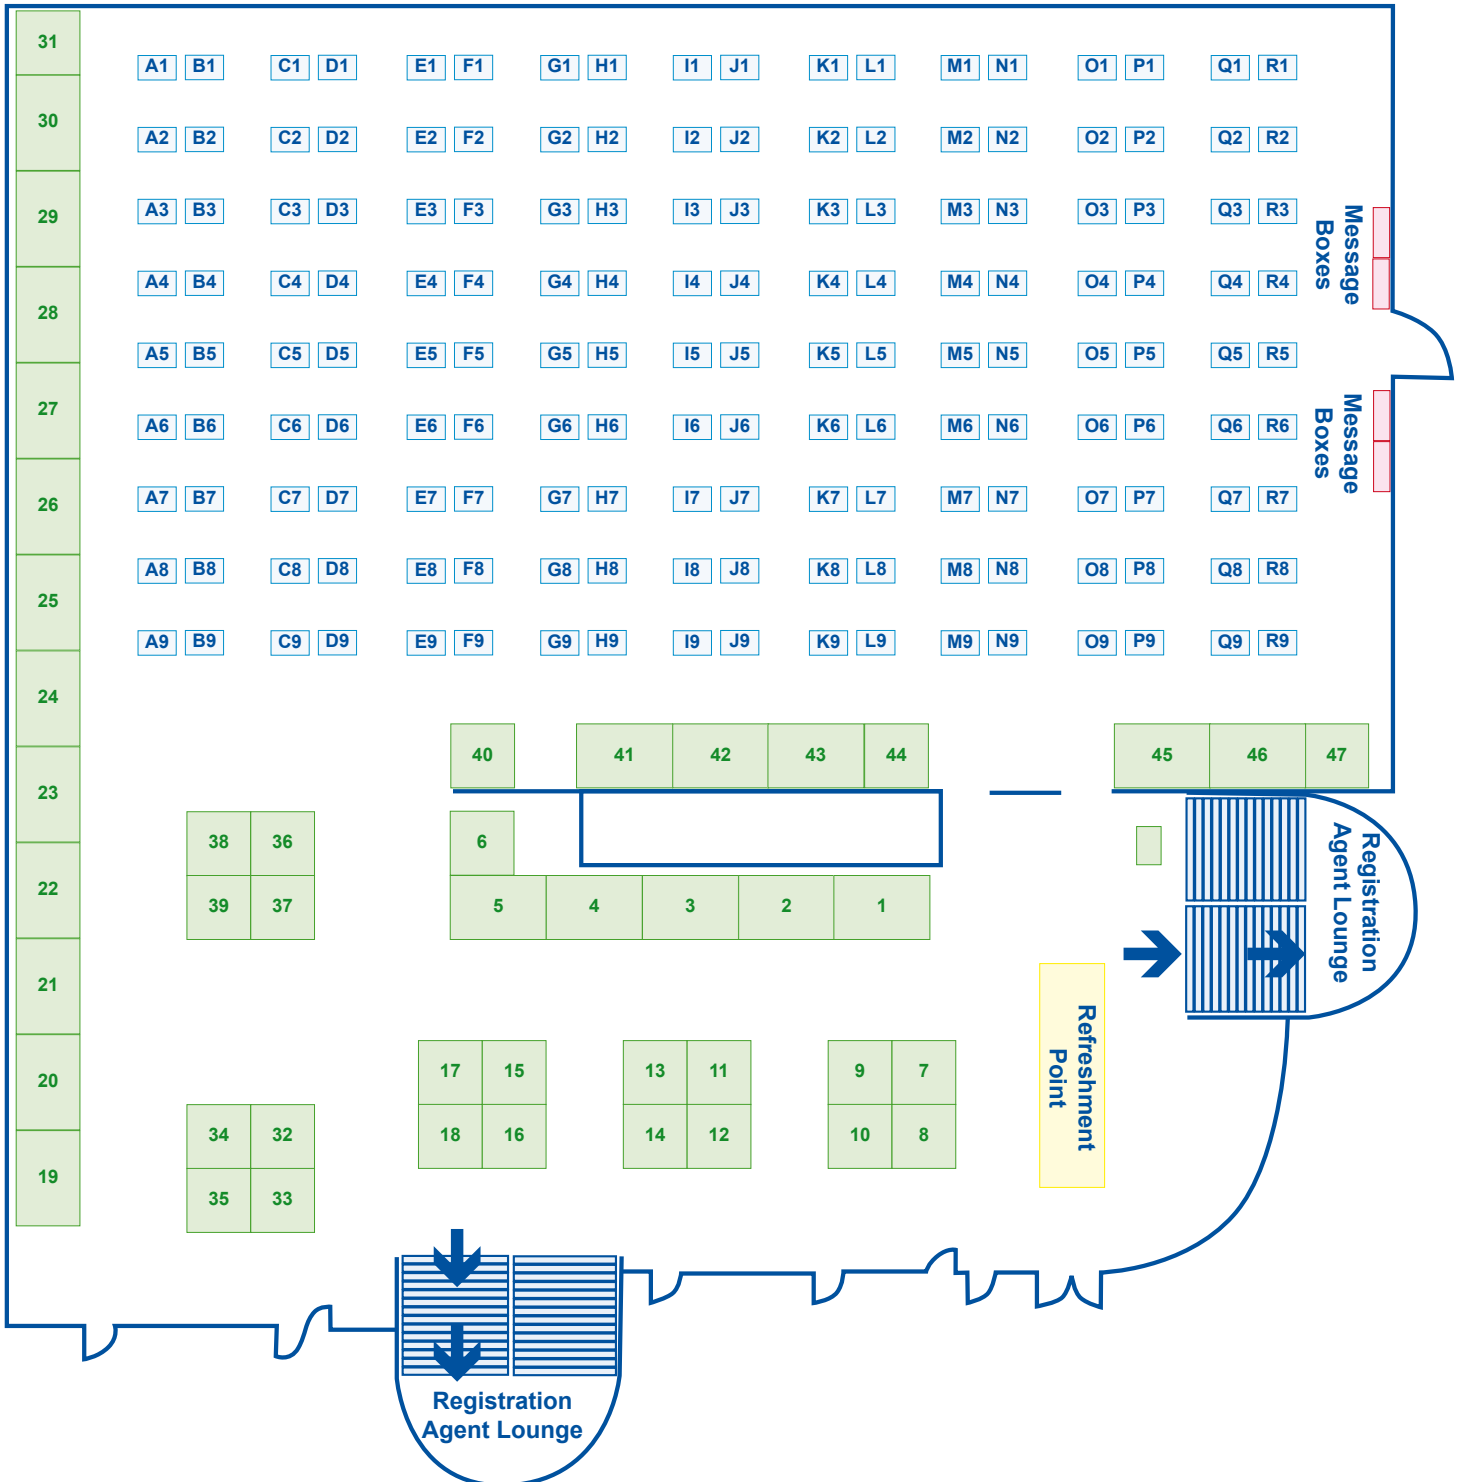 31
A1 B1 C1 D1 E1 F1 G1 H1 I1 J1 K1 L1 M1 N1 O1 P1 Q1 R1
30
A2 B2 C2 D2 E2 F2 G2 H2 I2 J2 K2 L2 M2 N2 O2 P2 Q2 R2
29
A3 B3 C3 D3 E3 F3 G3 H3 I3 J3 K3 L3 M3 N3 O3 P3 Q3 R3
Message
Boxes
A4 B4 C4 D4 E4 F4 G4 H4 I4 J4 K4 L4 M4 N4 O4 P4 Q4 R4
28
A5 B5 C5 D5 E5 F5 G5 H5 I5 J5 K5 L5 M5 N5 O5 P5 Q5 R5
27
A6 B6 C6 D6 E6 F6 G6 H6 I6 J6 K6 L6 M6 N6 O6 P6 Q6 R6
Message
Boxes
A7 B7 C7 D7 E7 F7 G7 H7 I7 J7 K7 L7 M7 N7 O7 P7 Q7 R7
26
A8 B8 C8 D8 E8 F8 G8 H8 I8 J8 K8 L8 M8 N8 O8 P8 Q8 R8
25
A9 B9 C9 D9 E9 F9 G9 H9 I9 J9 K9 L9 M9 N9 O9 P9 Q9 R9
24
40 41 42 43 44 45 46 47
23
38 36 6
22
39 37 5 4 3 2 1
Registration
Agent Lounge
21
Refreshment
Point
20
17 15 13 11 9 7
34 32 18 16 14 12 10 8
19
35 33
Registration
Agent Lounge